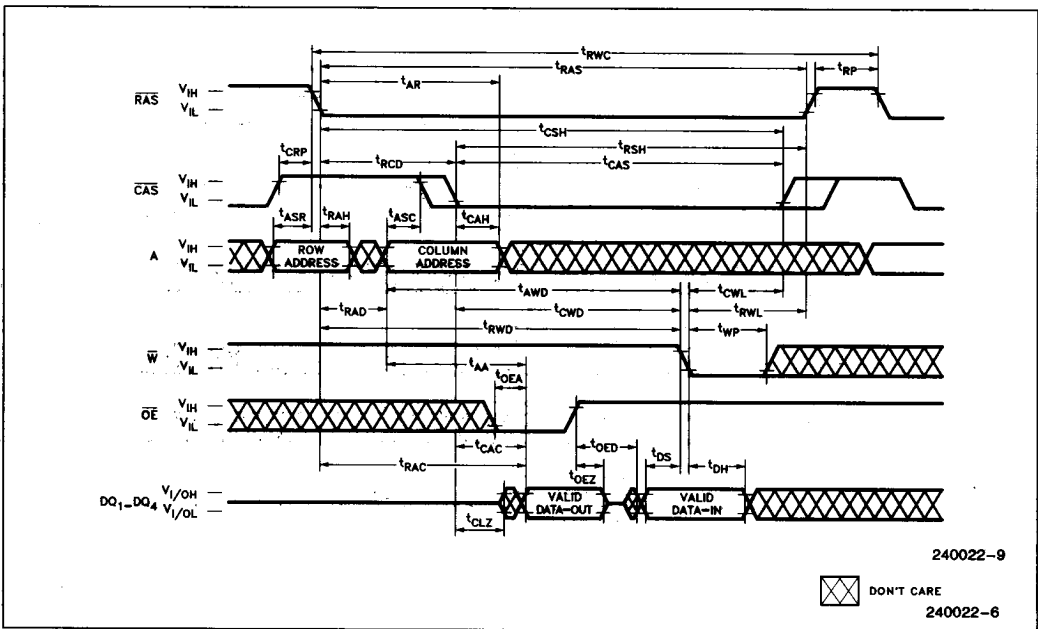 tRWC
tRAS
tRP
tAR
RAS VIH
VIL
tCSH
tRSH
tCRP
tRCD
tCAS
CAS VIH
VIL
tASR
tRAH
tASC
tCAH
A VIH
VIL
ROW
ADDRESS
COLUMN
ADDRESS
tAWD
tCWL
tRAD
tCWD
tRWL
tRWD
tWP
W VIH
VIL
tAA
tOEA
OE VIH
VIL
tCAC
tOED
tDS
tDH
tRAC
tOEZ
DQ1-DQ4 VI/OH
VI/OL
VALID
DATA-OUT
VALID
DATA-IN
tCLZ
240022-9
DON'T CARE
240022-6